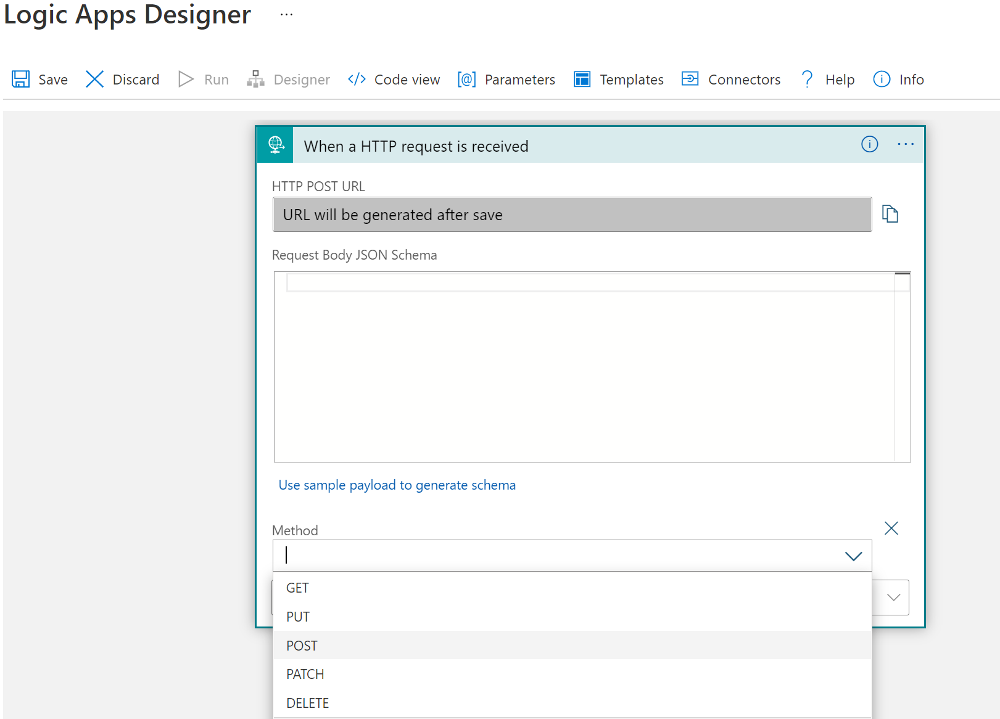 Logic Apps Designer ...
Save Discard Run Designer </> Code view [@] Parameters Templates Connectors ? Help i Info
When a HTTP request is received i ...
HTTP POST URL
URL will be generated after save
Request Body JSON Schema
Use sample payload to generate schema
Method
GET
PUT
POST
PATCH
DELETE